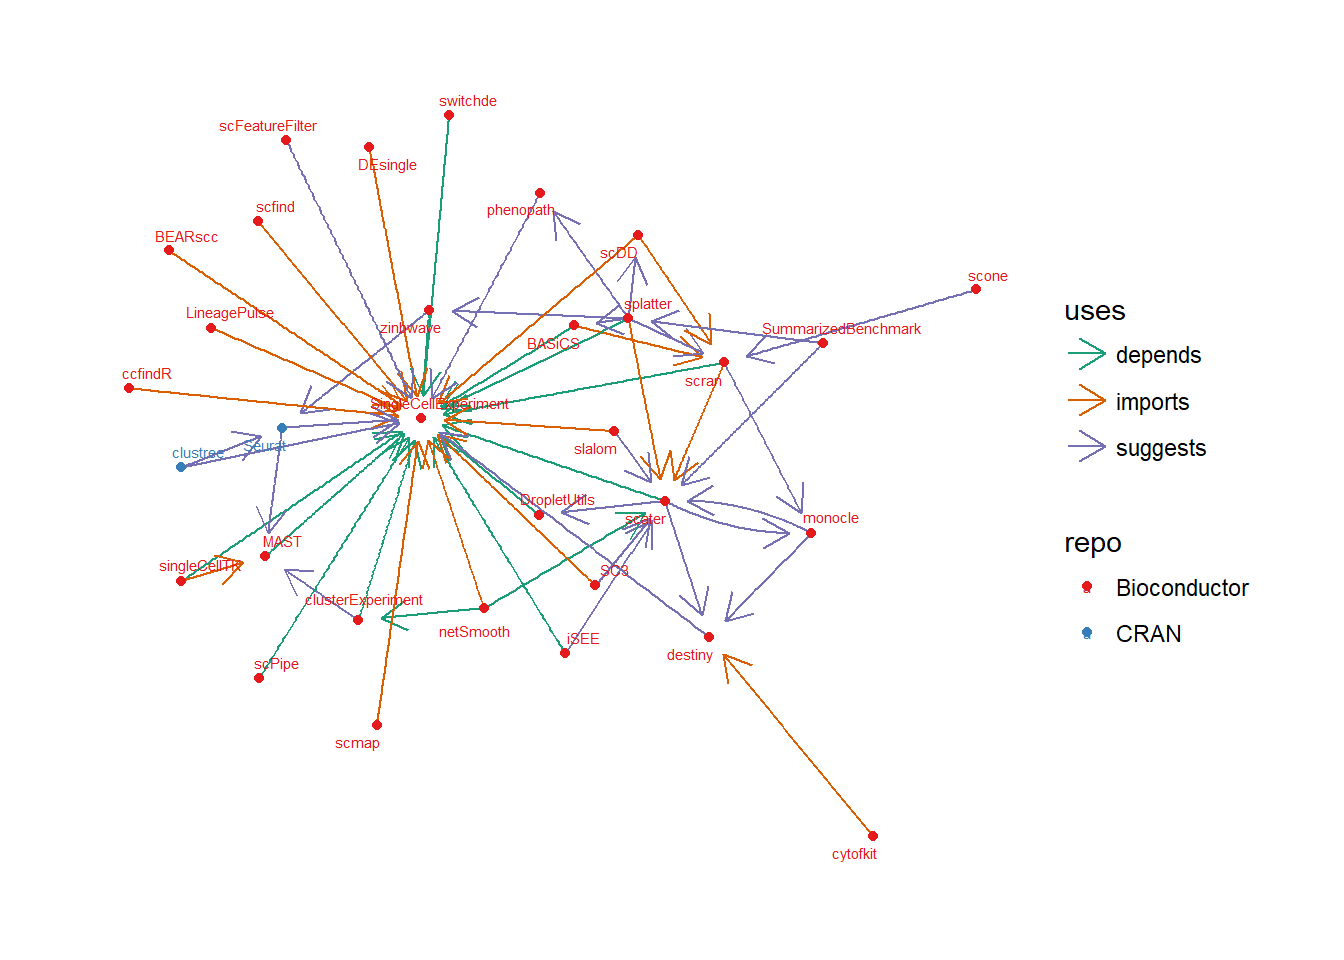 switchde
scFeatureFilter
DEsingle
scfind
phenopath
BEARscc
scDD
scone
LineagePulse
splatter
zinbwave
SummarizedBenchmark
BASiCS
ccfindR
scran
SingleCellExperiment
Seurat
clustree
slalom
DropletUtils
scater
monocle
MAST
singleCellTK
SC3
clusterExperiment
netSmooth
iSEE
scPipe
destiny
scmap
cytofkit
uses
depends
imports
suggests
repo
a Bioconductor
a CRAN